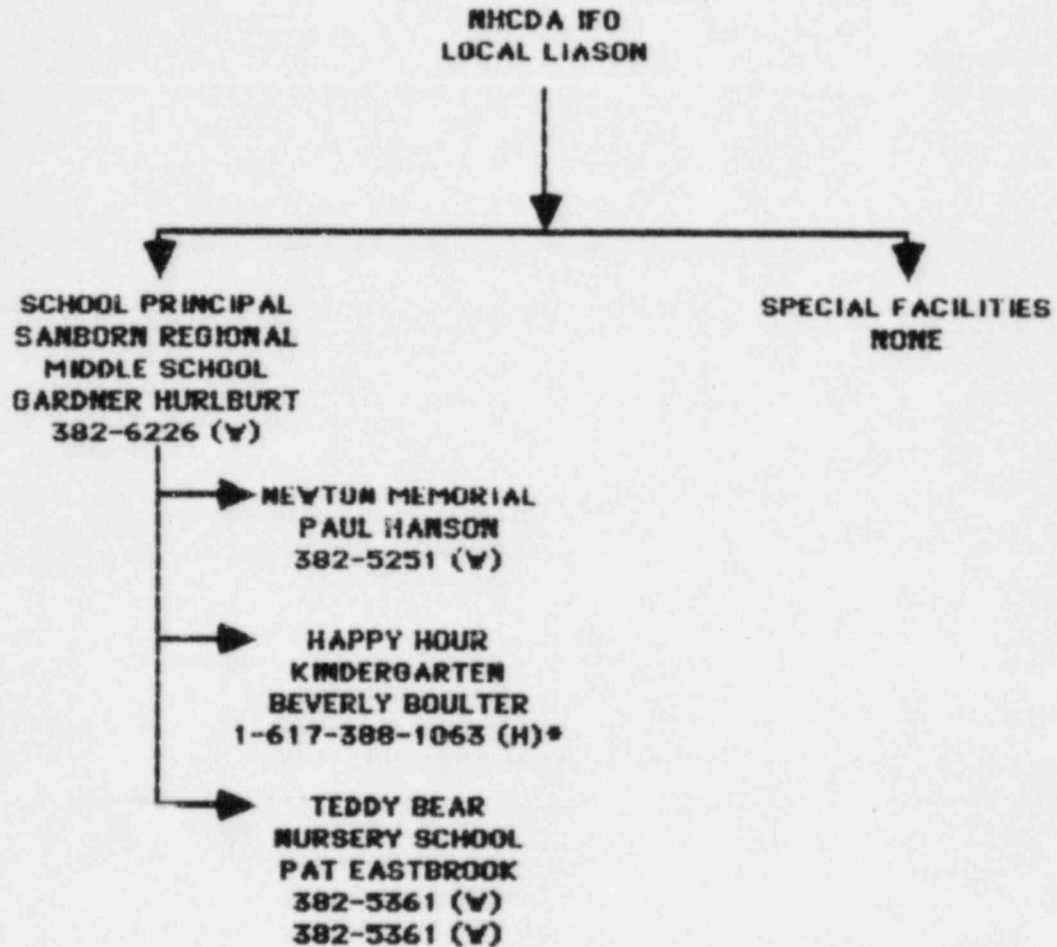 NHCDA IFO
LOCAL LIASON
SCHOOL PRINCIPAL
SANBORN REGIONAL
MIDDLE SCHOOL
GARDNER HURLBURT
382-6226 (W)
SPECIAL FACILITIES
NONE
NEWTON MEMORIAL
PAUL HANSON
382-5251 (W)
HAPPY HOUR
KINDERGARTEN
BEVERLY BOULTER
1-617-388-1063 (H)*
TEDDY BEAR
NURSERY SCHOOL
PAT EASTBROOK
382-5361 (W)
382-5361 (W)